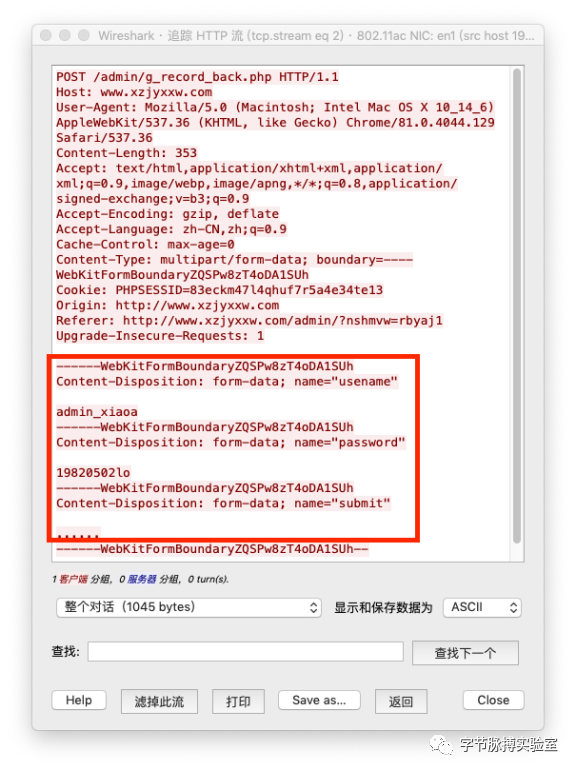 Wireshark · 追踪 HTTP 流 (tcp.stream eq 2) · 802.11ac NIC: en1 (src host 19...
POST /admin/g_record_back.php HTTP/1.1
Host: www.xzjyxxw.com
User-Agent: Mozilla/5.0 (Macintosh; Intel Mac OS X 10_14_6)
AppleWebKit/537.36 (KHTML, like Gecko) Chrome/81.0.4044.129
Safari/537.36
Content-Length: 353
Accept: text/html,application/xhtml+xml,application/
xml;q=0.9,image/webp,image/apng,*/*;q=0.8,application/
signed-exchange;v=b3;q=0.9
Accept-Encoding: gzip, deflate
Accept-Language: zh-CN,zh;q=0.9
Cache-Control: max-age=0
Content-Type: multipart/form-data; boundary=----
WebKitFormBoundaryZQSPw8zT4oDA1SUh
Cookie: PHPSESSID=83eckm47l4qhuf7r5a4e34te13
Origin: http://www.xzjyxxw.com
Referer: http://www.xzjyxxw.com/admin/?nshmvw=rbyaj1
Upgrade-Insecure-Requests: 1
------WebKitFormBoundaryZQSPw8zT4oDA1SUh
Content-Disposition: form-data; name="usename"
admin_xiaoa
------WebKitFormBoundaryZQSPw8zT4oDA1SUh
Content-Disposition: form-data; name="password"
19820502lo
------WebKitFormBoundaryZQSPw8zT4oDA1SUh
Content-Disposition: form-data; name="submit"
......
------WebKitFormBoundaryZQSPw8zT4oDA1SUh--
1 客户端 分组, 0 服务器 分组, 0 turn(s).
整个对话 (1045 bytes) 显示和保存数据为 ASCII
查找: 查找下一个
Help 滤掉此流 打印 Save as... 返回 Close
字节脉搏实验室